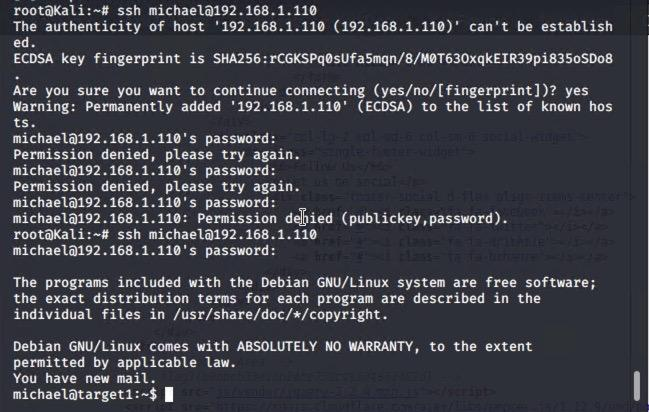 root@Kali:~# ssh michael@192.168.1.110
The authenticity of host '192.168.1.110 (192.168.1.110)' can't be establish
ed.
ECDSA key fingerprint is SHA256:rCGKSPq0sUfa5mqn/8/M0T63OxqkEIR39pi835oSDo8
.
Are you sure you want to continue connecting (yes/no/[fingerprint])? yes
Warning: Permanently added '192.168.1.110' (ECDSA) to the list of known hos
ts.
michael@192.168.1.110's password:
Permission denied, please try again.
michael@192.168.1.110's password:
Permission denied, please try again.
michael@192.168.1.110's password:
michael@192.168.1.110: Permission denied (publickey,password).
root@Kali:~# ssh michael@192.168.1.110
michael@192.168.1.110's password:
The programs included with the Debian GNU/Linux system are free software;
the exact distribution terms for each program are described in the
individual files in /usr/share/doc/*/copyright.
Debian GNU/Linux comes with ABSOLUTELY NO WARRANTY, to the extent
permitted by applicable law.
You have new mail.
michael@target1:~$